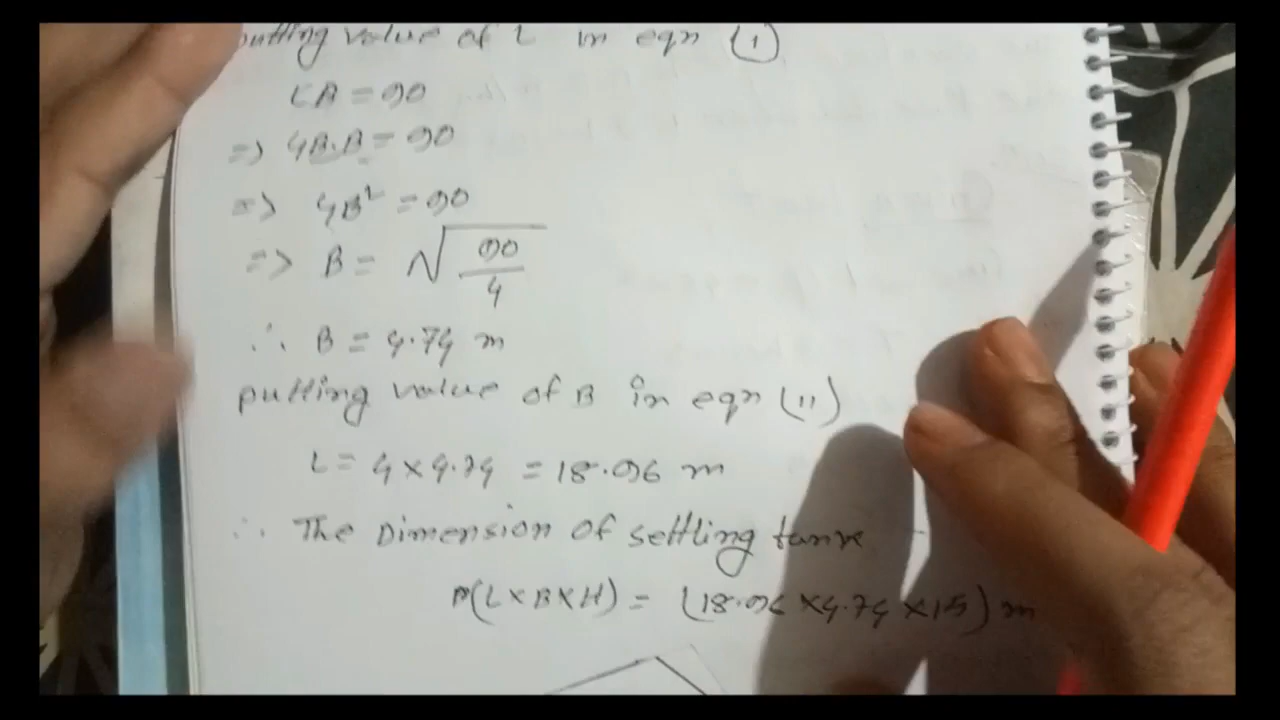 putting value of L in eqn (1)
LB = 90
=> 4B.B = 90
=> 4B² = 90
=> B = √90/4
∴ B = 4.74 m
putting value of B in eqn (11)
L = 4 × 4.74 = 18.96 m
∴ The Dimension of settling tank
(L×B×H) = (18.96 × 4.74 × 15) m